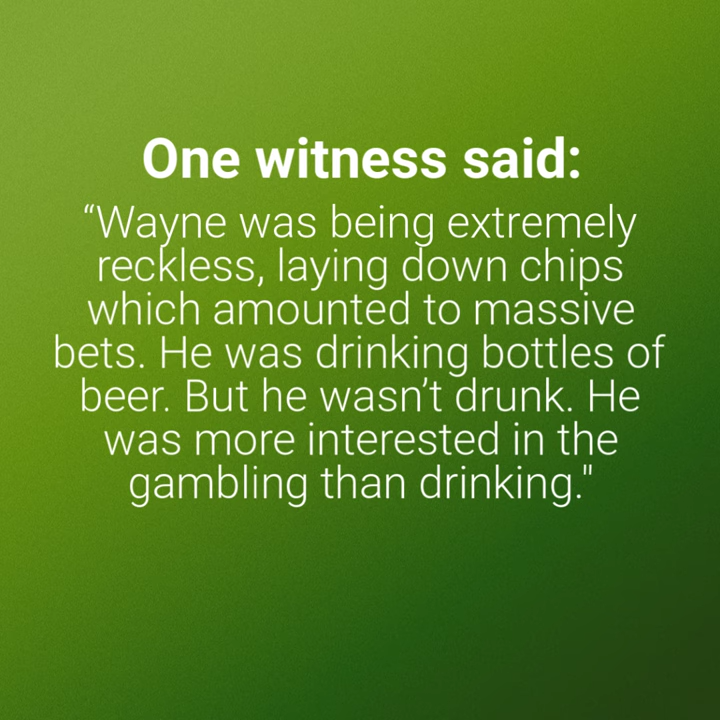 One witness said:
“Wayne was being extremely
reckless, laying down chips
which amounted to massive
bets. He was drinking bottles of
beer. But he wasn’t drunk. He
was more interested in the
gambling than drinking."